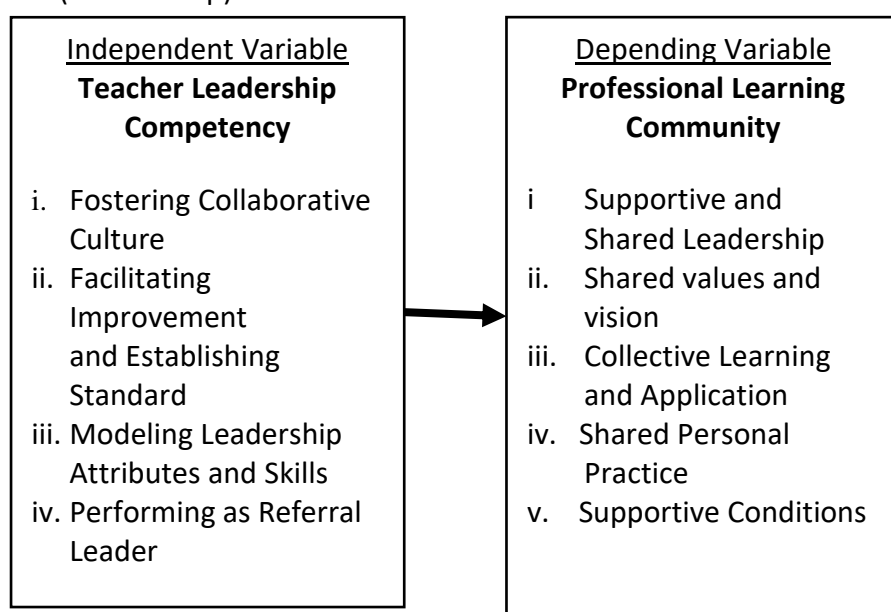 Independent Variable
Teacher Leadership
Competency
i. Fostering Collaborative
Culture
ii. Facilitating
Improvement
and Establishing
Standard
iii. Modeling Leadership
Attributes and Skills
iv. Performing as Referral
Leader
Depending Variable
Professional Learning
Community
i Supportive and
Shared Leadership
ii. Shared values and
vision
iii. Collective Learning
and Application
iv. Shared Personal
Practice
v. Supportive Conditions